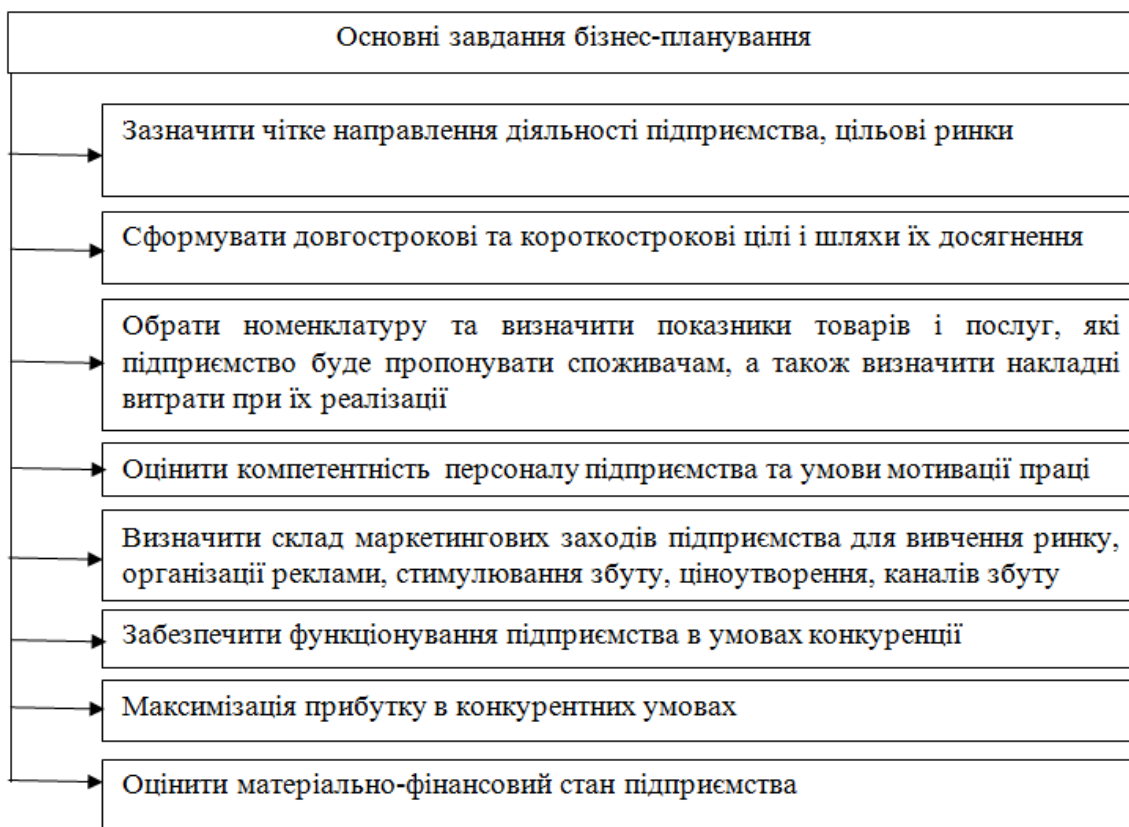 Основні завдання бізнес-планування
Зазначити чітке направлення діяльності підприємства, цільові ринки
Сформувати довгострокові та короткострокові цілі і шляхи їх досягнення
Обрати номенклатуру та визначити показники товарів і послуг, які
підприємство буде пропонувати споживачам, а також визначити накладні
витрати при їх реалізації
Оцінити компетентність персоналу підприємства та умови мотивації праці
Визначити склад маркетингових заходів підприємства для вивчення ринку,
організації реклами, стимулювання збуту, ціноутворення, каналів збуту
Забезпечити функціонування підприємства в умовах конкуренції
Максимізація прибутку в конкурентних умовах
Оцінити матеріально-фінансовий стан підприємства